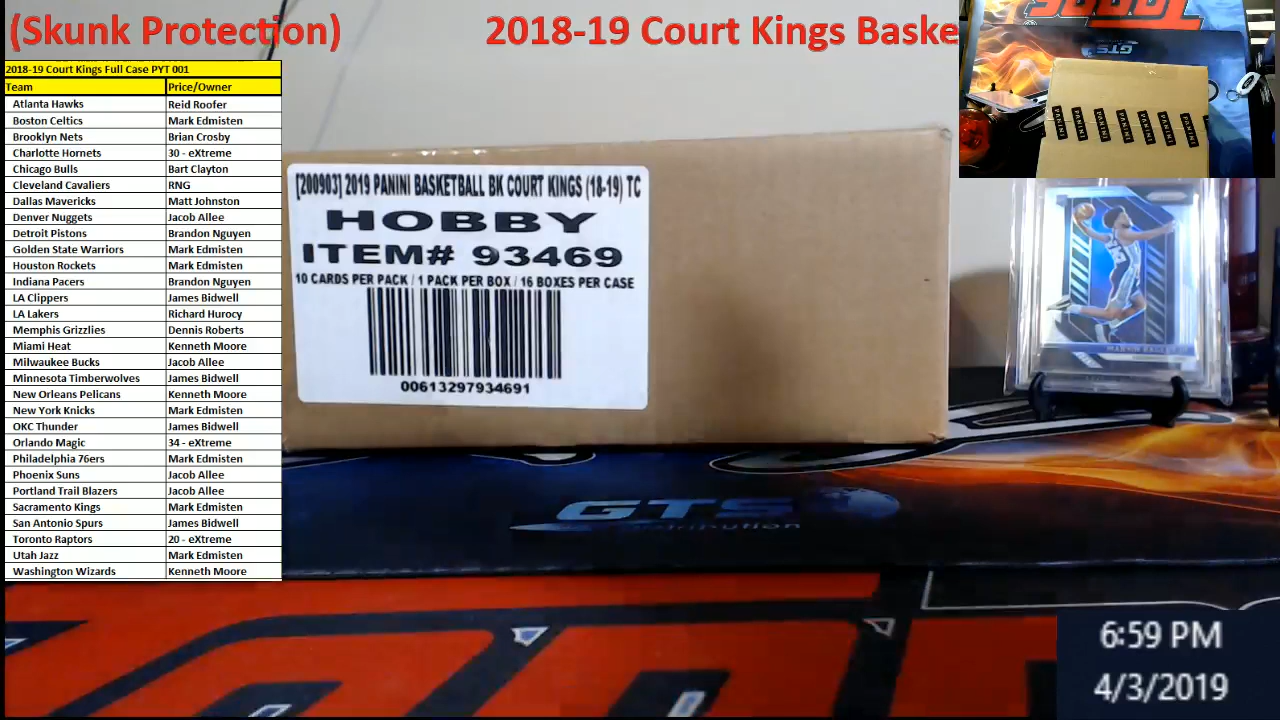 (Skunk Protection) 2018-19 Court Kings Baske
2018-19 Court Kings Full Case PYT 001
Team Price/Owner
Atlanta Hawks Reid Roofer
Boston Celtics Mark Edmisten
Brooklyn Nets Brian Crosby
Charlotte Hornets 30 - eXtreme
Chicago Bulls Bart Clayton
Cleveland Cavaliers RNG
Dallas Mavericks Matt Johnston
Denver Nuggets Jacob Allee
Detroit Pistons Brandon Nguyen
Golden State Warriors Mark Edmisten
Houston Rockets Mark Edmisten
Indiana Pacers Brandon Nguyen
LA Clippers James Bidwell
LA Lakers Richard Hurocy
Memphis Grizzlies Dennis Roberts
Miami Heat Kenneth Moore
Milwaukee Bucks Jacob Allee
Minnesota Timberwolves James Bidwell
New Orleans Pelicans Kenneth Moore
New York Knicks Mark Edmisten
OKC Thunder James Bidwell
Orlando Magic 34 - eXtreme
Philadelphia 76ers Mark Edmisten
Phoenix Suns Jacob Allee
Portland Trail Blazers Jacob Allee
Sacramento Kings Mark Edmisten
San Antonio Spurs James Bidwell
Toronto Raptors 20 - eXtreme
Utah Jazz Mark Edmisten
Washington Wizards Kenneth Moore
[200903] 2019 PANINI BASKETBALL BK COURT KINGS (18-19) TC
HOBBY
ITEM# 93469
10 CARDS PER PACK / 1 PACK PER BOX / 16 BOXES PER CASE
00613297934691
GTS
PANINI PANINI PANINI PANINI PANINI PANINI PANINI
GTS
distribution
6:59 PM
4/3/2019